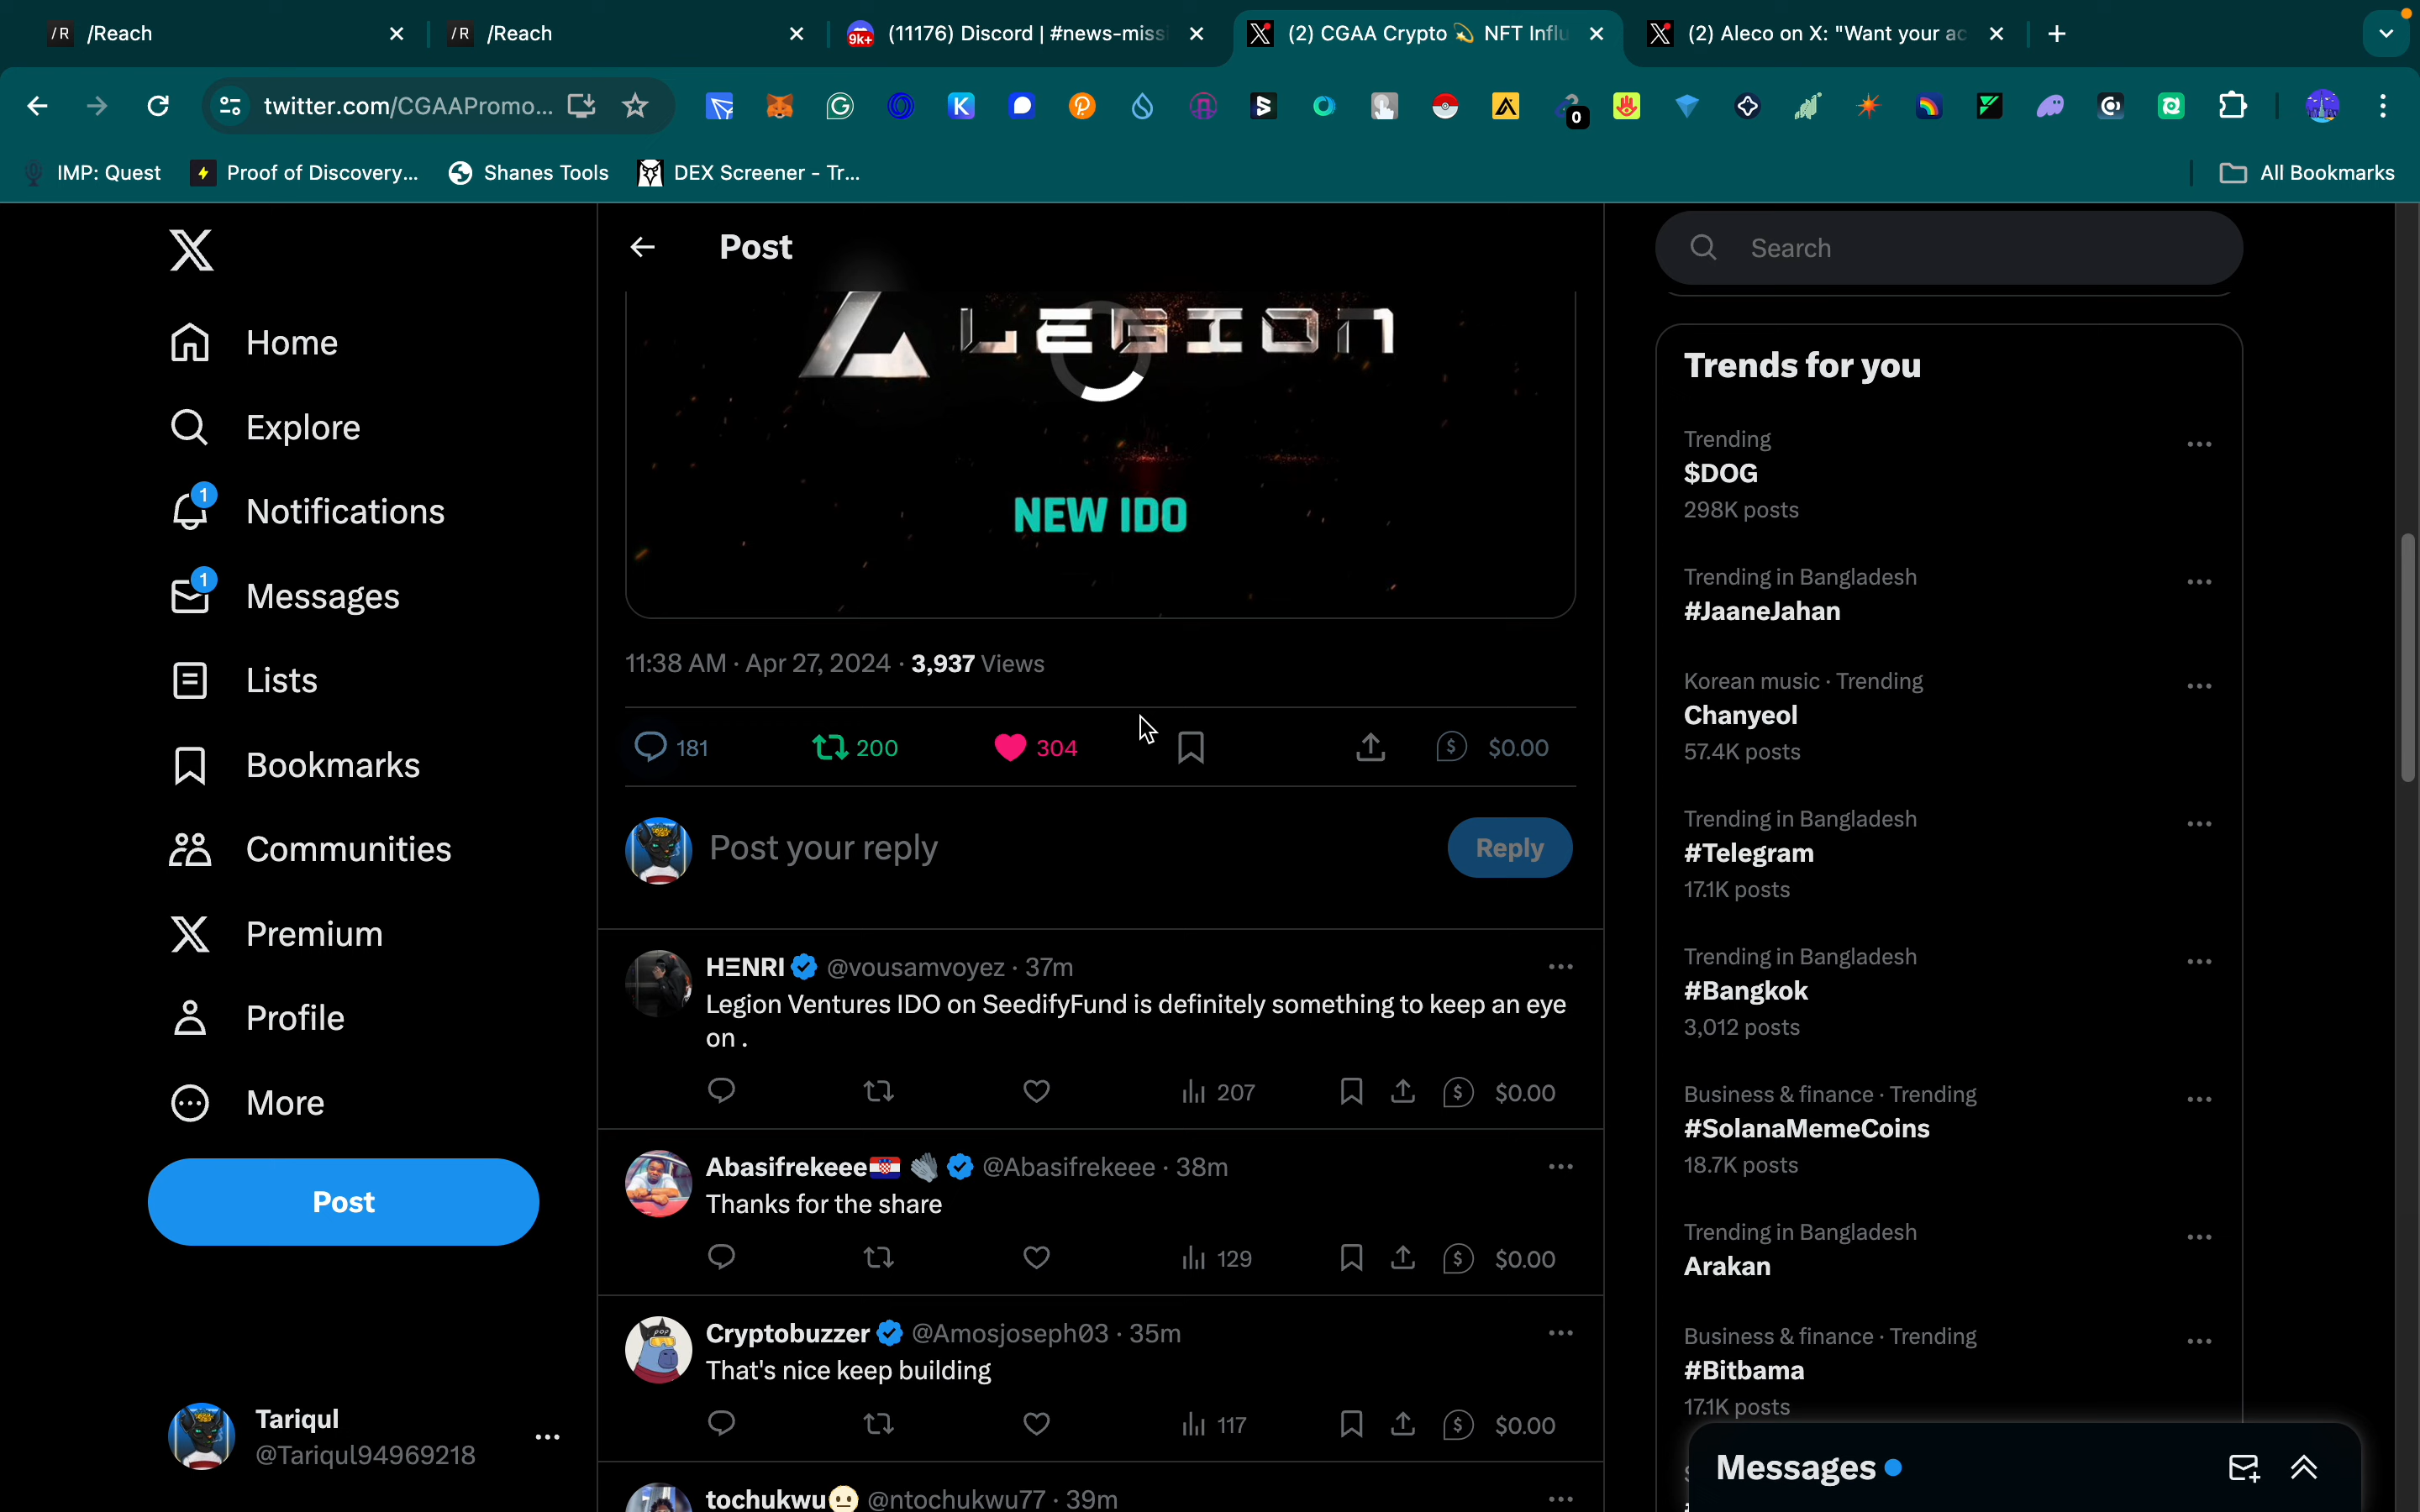 /R /Reach
/R /Reach
9k+ (11176) Discord | #news-miss
(2) CGAA Crypto 💫 NFT Influ
(2) Aleco on X: "Want your ac
twitter.com/CGAAPromo...
0
IMP: Quest
Proof of Discovery...
Shanes Tools
DEX Screener - Tr...
All Bookmarks
Home
Explore
1
Notifications
1
Messages
Lists
Bookmarks
Communities
Premium
Profile
More
Post
Tariqul
@Tariqul94969218
Post
LEGION
NEW IDO
11:38 AM · Apr 27, 2024 · 3,937 Views
181 200 304 $0.00
Post your reply
Reply
HΞNRI @vousamvoyez · 37m
Legion Ventures IDO on SeedifyFund is definitely something to keep an eye
on .
207 $0.00
Abasifrekeee🇭🇷 🧤 @Abasifrekeee · 38m
Thanks for the share
129 $0.00
Cryptobuzzer @Amosjoseph03 · 35m
That's nice keep building
117 $0.00
tochukwu😐 @ntochukwu77 · 39m
Search
Trends for you
Trending
$DOG
298K posts
Trending in Bangladesh
#JaaneJahan
Korean music · Trending
Chanyeol
57.4K posts
Trending in Bangladesh
#Telegram
17.1K posts
Trending in Bangladesh
#Bangkok
3,012 posts
Business & finance · Trending
#SolanaMemeCoins
18.7K posts
Trending in Bangladesh
Arakan
Business & finance · Trending
#Bitbama
17.1K posts
Messages